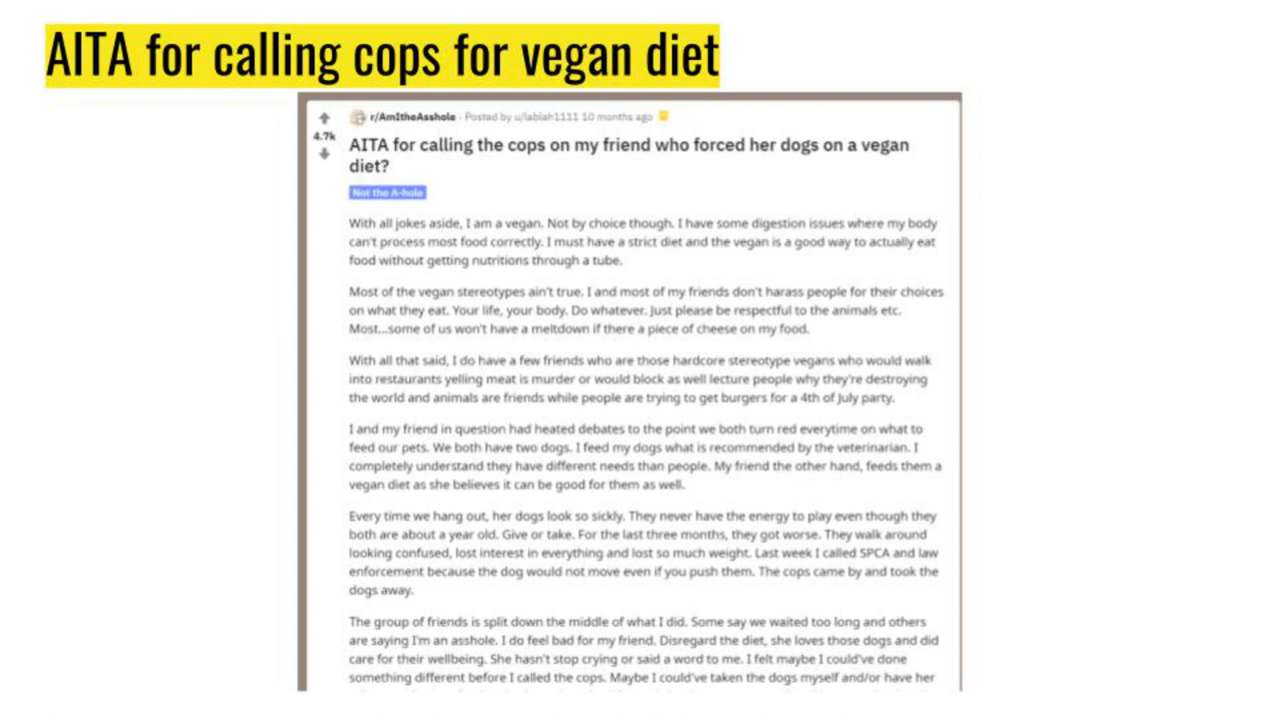 AITA for calling cops for vegan diet
r/AmItheAsshole · Posted by u/lablah1111 10 months ago
4.7k
AITA for calling the cops on my friend who forced her dogs on a vegan
diet?
Not the A-hole
With all jokes aside, I am a vegan. Not by choice though. I have some digestion issues where my body
can't process most food correctly. I must have a strict diet and the vegan is a good way to actually eat
food without getting nutritions through a tube.
Most of the vegan stereotypes ain't true. I and most of my friends don't harass people for their choices
on what they eat. Your life, your body. Do whatever. Just please be respectful to the animals etc.
Most...some of us won't have a meltdown if there a piece of cheese on my food.
With all that said, I do have a few friends who are those hardcore stereotype vegans who would walk
into restaurants yelling meat is murder or would block as well lecture people why they're destroying
the world and animals are friends while people are trying to get burgers for a 4th of July party.
I and my friend in question had heated debates to the point we both turn red everytime on what to
feed our pets. We both have two dogs. I feed my dogs what is recommended by the veterinarian. I
completely understand they have different needs than people. My friend the other hand, feeds them a
vegan diet as she believes it can be good for them as well.
Every time we hang out, her dogs look so sickly. They never have the energy to play even though they
both are about a year old. Give or take. For the last three months, they got worse. They walk around
looking confused, lost interest in everything and lost so much weight. Last week I called SPCA and law
enforcement because the dog would not move even if you push them. The cops came by and took the
dogs away.
The group of friends is split down the middle of what I did. Some say we waited too long and others
are saying I'm an asshole. I do feel bad for my friend. Disregard the diet, she loves those dogs and did
care for their wellbeing. She hasn't stop crying or said a word to me. I felt maybe I could've done
something different before I called the cops. Maybe I could've taken the dogs myself and/or have her